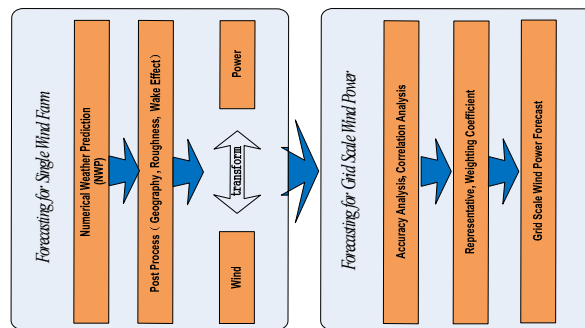 Forecasting for Single Wind Farm
Numerical Weather Prediction
(NWP)
Post Process（Geography, Roughness, Wake Effect）
Wind
transform
Power
Forecasting for Grid Scale Wind Power
Accuracy Analysis, Correlation Analysis
Representative, Weighting Coefficient
Grid Scale Wind Power Forecast